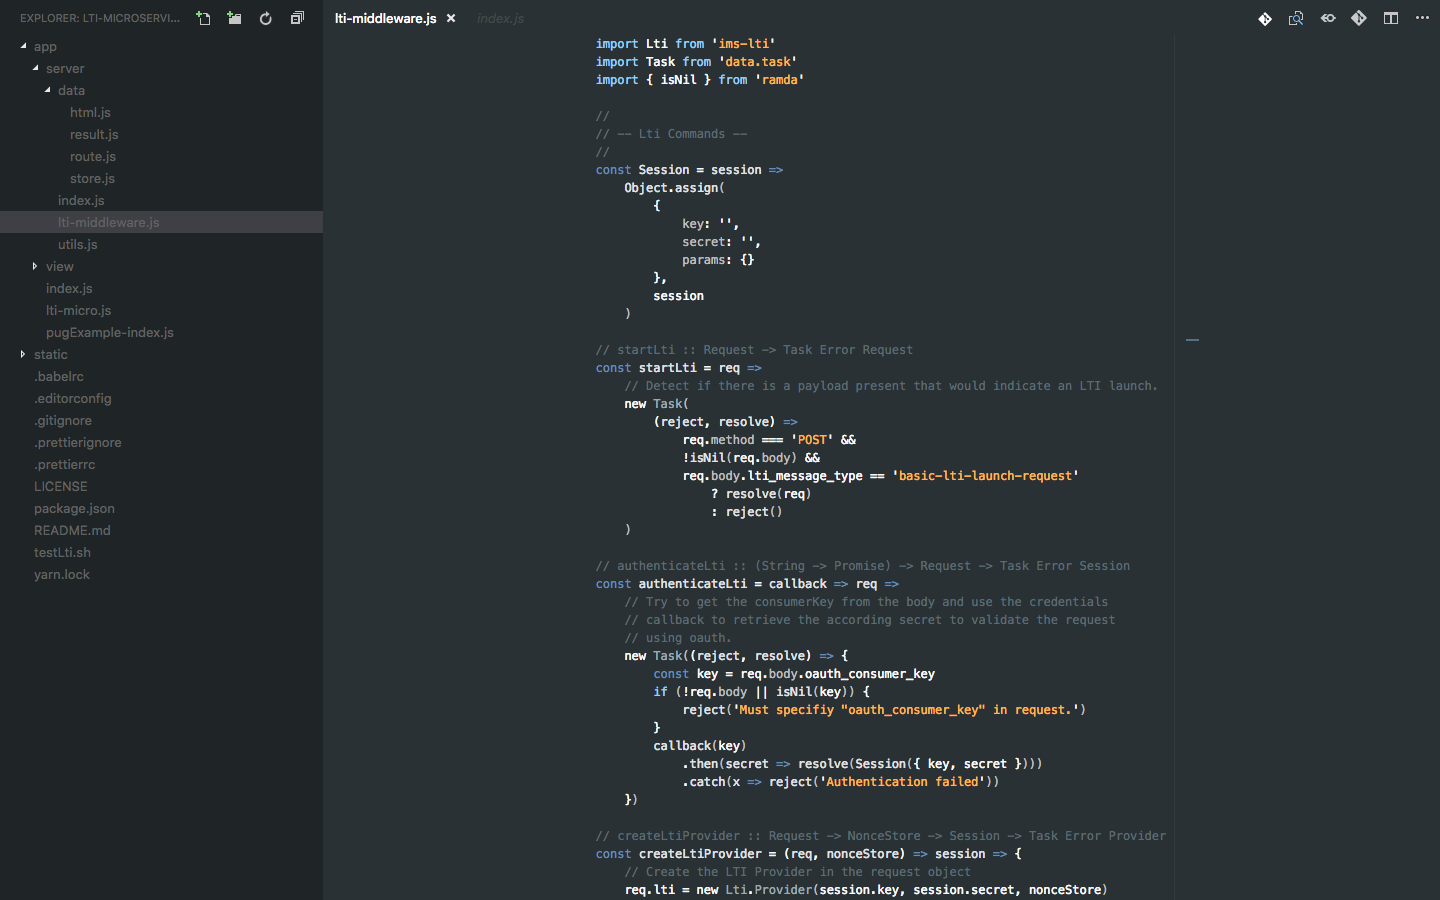 EXPLORER: LTI-MICROSERVI...
app
server
data
html.js
result.js
route.js
store.js
index.js
lti-middleware.js
utils.js
view
index.js
lti-micro.js
pugExample-index.js
static
.babelrc
.editorconfig
.gitignore
.prettierignore
.prettierrc
LICENSE
package.json
README.md
testLti.sh
yarn.lock
lti-middleware.js × index.js
import Lti from 'ims-lti'
import Task from 'data.task'
import { isNil } from 'ramda'
//
// -- Lti Commands --
//
const Session = session =>
Object.assign(
{
key: '',
secret: '',
params: {}
},
session
)
// startLti :: Request -> Task Error Request
const startLti = req =>
// Detect if there is a payload present that would indicate an LTI launch.
new Task(
(reject, resolve) =>
req.method === 'POST' &&
!isNil(req.body) &&
req.body.lti_message_type == 'basic-lti-launch-request'
? resolve(req)
: reject()
)
// authenticateLti :: (String -> Promise) -> Request -> Task Error Session
const authenticateLti = callback => req =>
// Try to get the consumerKey from the body and use the credentials
// callback to retrieve the according secret to validate the request
// using oauth.
new Task((reject, resolve) => {
const key = req.body.oauth_consumer_key
if (!req.body || isNil(key)) {
reject('Must specifiy "oauth_consumer_key" in request.')
}
callback(key)
.then(secret => resolve(Session({ key, secret })))
.catch(x => reject('Authentication failed'))
})
// createLtiProvider :: Request -> NonceStore -> Session -> Task Error Provider
const createLtiProvider = (req, nonceStore) => session => {
// Create the LTI Provider in the request object
req.lti = new Lti.Provider(session.key, session.secret, nonceStore)